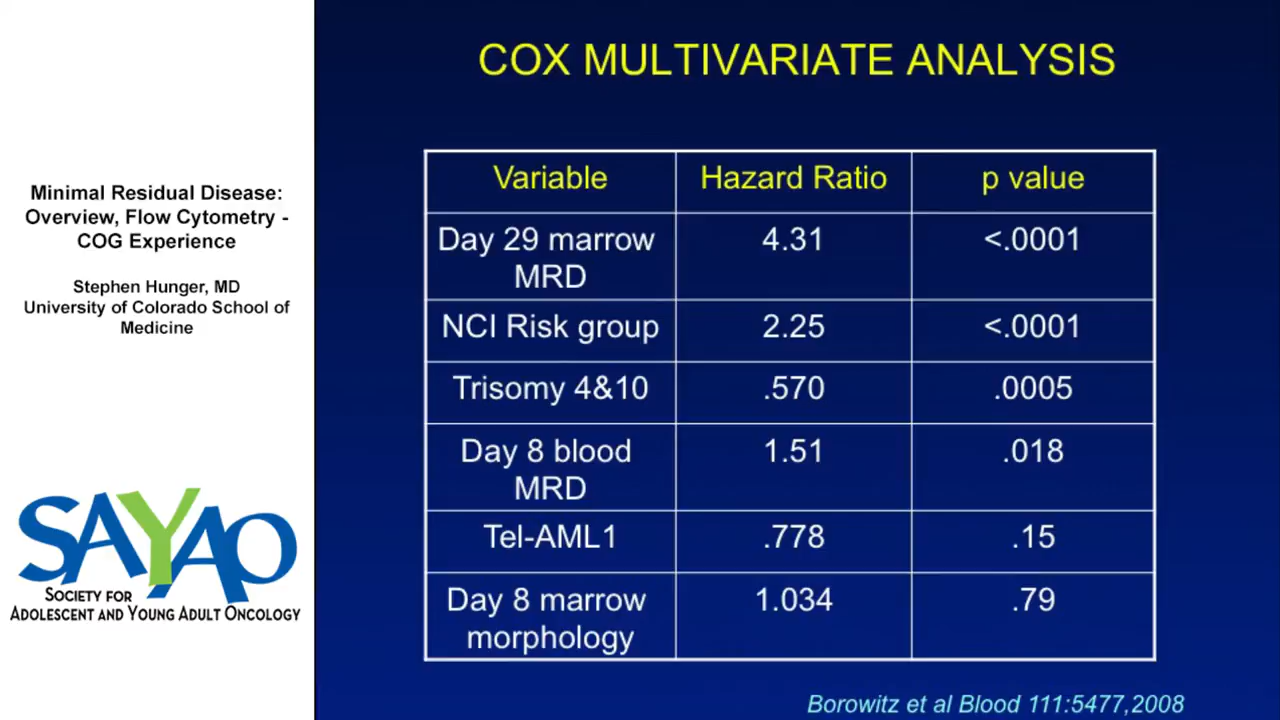 COX MULTIVARIATE ANALYSIS
Minimal Residual Disease:
Overview, Flow Cytometry -
COG Experience
Stephen Hunger, MD
University of Colorado School of
Medicine
SAYAO
SOCIETY FOR
ADOLESCENT AND YOUNG ADULT ONCOLOGY
Variable Hazard Ratio p value
Day 29 marrow 4.31 <.0001
MRD
NCI Risk group 2.25 <.0001
Trisomy 4&10 .570 .0005
Day 8 blood 1.51 .018
MRD
Tel-AML1 .778 .15
Day 8 marrow 1.034 .79
morphology
Borowitz et al Blood 111:5477,2008